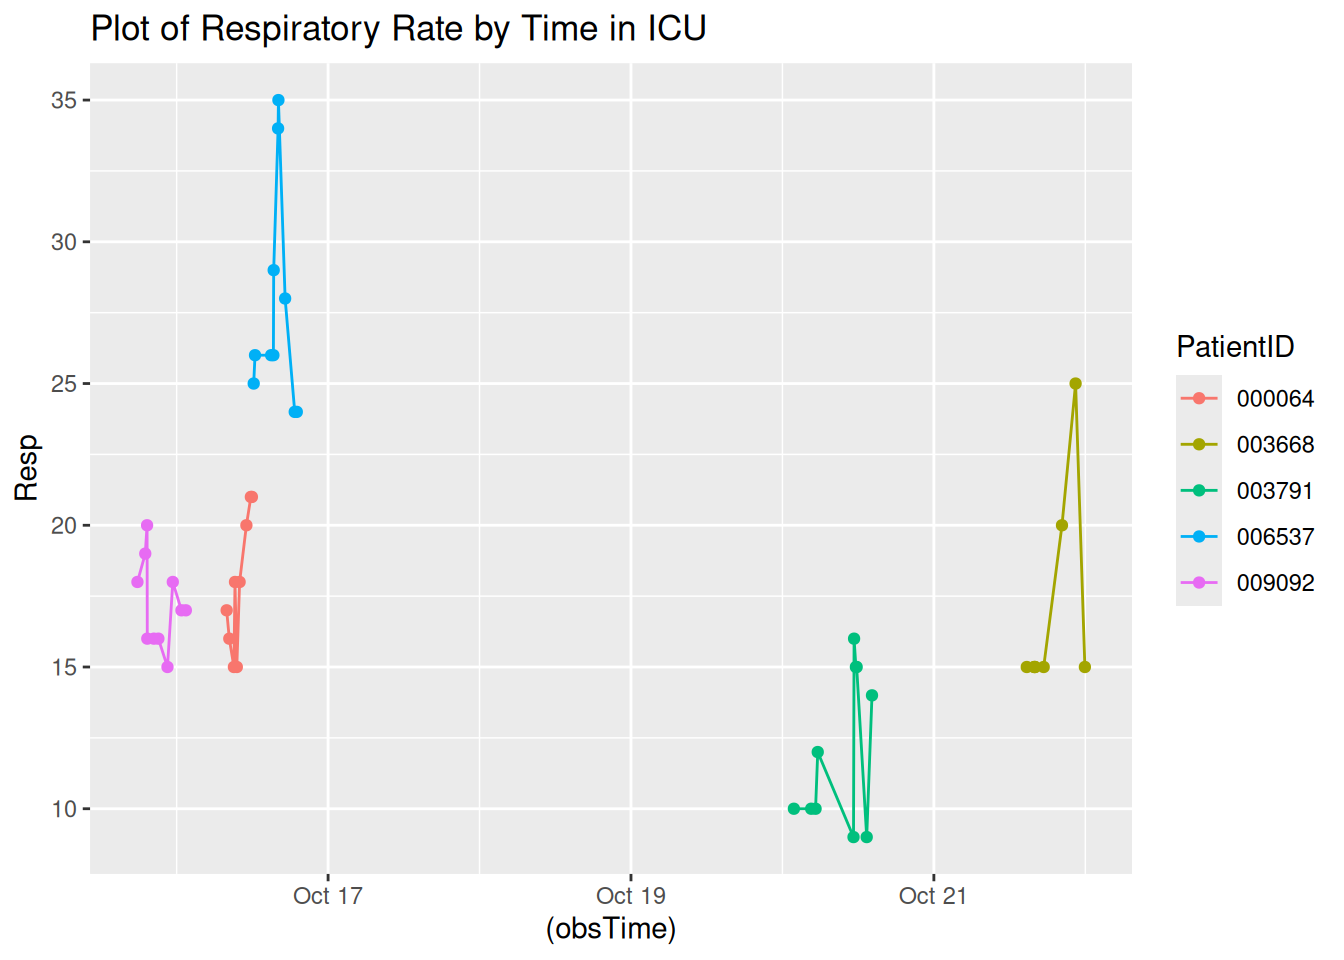 Plot of Respiratory Rate by Time in ICU
35
30
25
20
15
10
Resp
Oct 17
Oct 19
Oct 21
(obsTime)
PatientID
000064
003668
003791
006537
009092